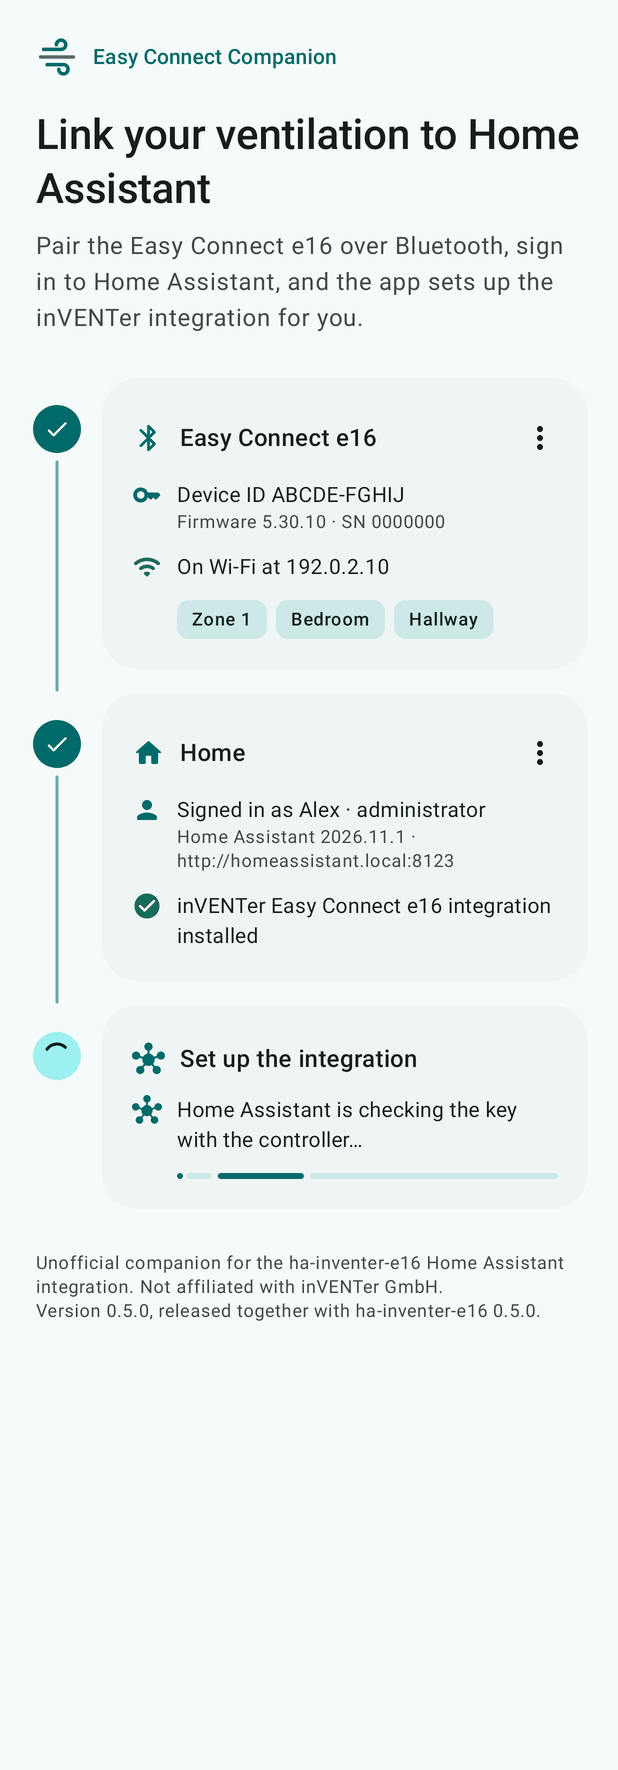 Easy Connect Companion
Link your ventilation to Home
Assistant
Pair the Easy Connect e16 over Bluetooth, sign
in to Home Assistant, and the app sets up the
inVENTer integration for you.
Easy Connect e16
Device ID ABCDE-FGHIJ
Firmware 5.30.10 · SN 0000000
On Wi-Fi at 192.0.2.10
Zone 1
Bedroom
Hallway
Home
Signed in as Alex · administrator
Home Assistant 2026.11.1 ·
http://homeassistant.local:8123
inVENTer Easy Connect e16 integration
installed
Set up the integration
Home Assistant is checking the key
with the controller…
Unofficial companion for the ha-inventer-e16 Home Assistant
integration. Not affiliated with inVENTer GmbH.
Version 0.5.0, released together with ha-inventer-e16 0.5.0.